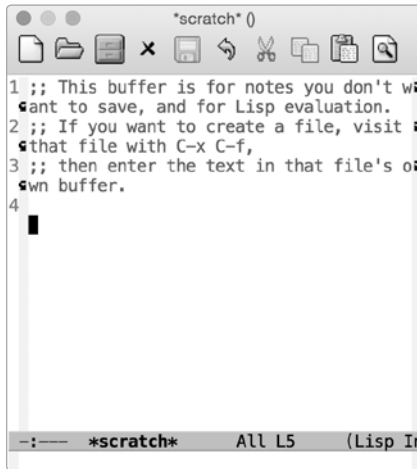 *scratch* ()
1 ;; This buffer is for notes you don't w
ant to save, and for Lisp evaluation.
2 ;; If you want to create a file, visit
that file with C-x C-f,
3 ;; then enter the text in that file's o
wn buffer.
4
-:--- *scratch* All L5 (Lisp In